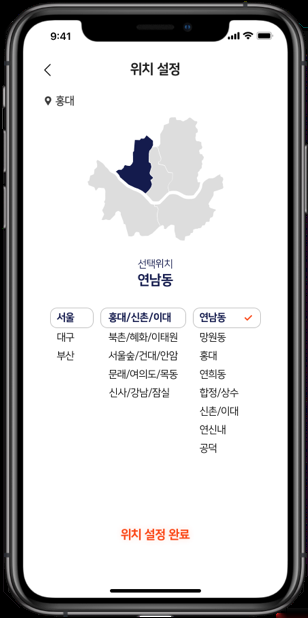 9:41
위치 설정
홍대
선택위치
연남동
서울
대구
부산
홍대/신촌/이대
북촌/혜화/이태원
서울숲/건대/안암
문래/여의도/목동
신사/강남/잠실
연남동
망원동
홍대
연희동
합정/상수
신촌/이대
연신내
공덕
위치 설정 완료